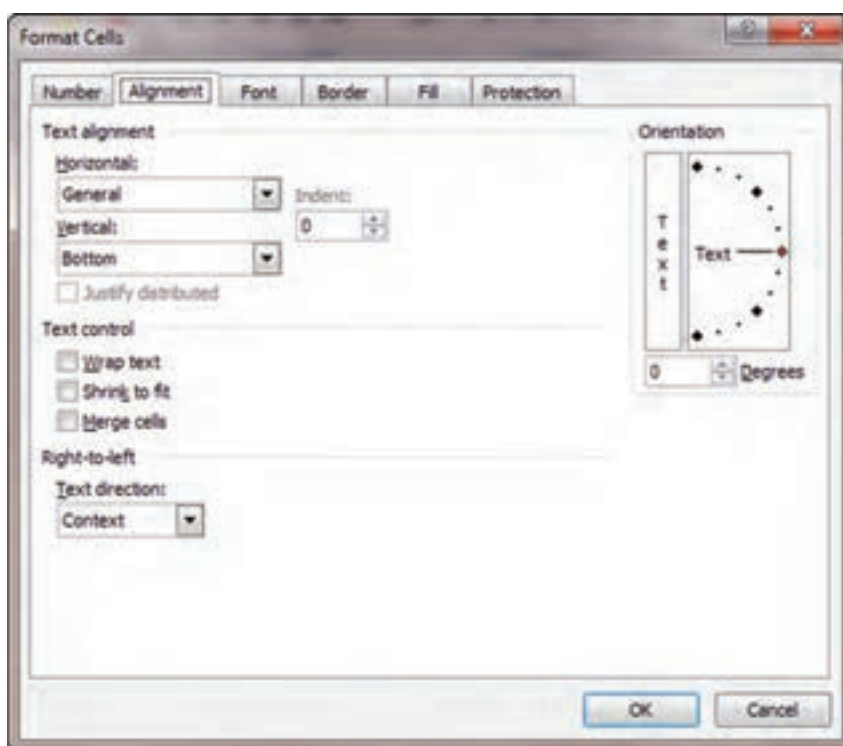 Format Cells
Number Alignment Font Border Fill Protection
Text alignment
Horizontal:
General
Indent:
0
Vertical:
Bottom
Justify distributed
Text control
Wrap text
Shrink to fit
Merge cells
Right-to-left
Text direction:
Context
Orientation
Text
Text
0 Degrees
OK Cancel